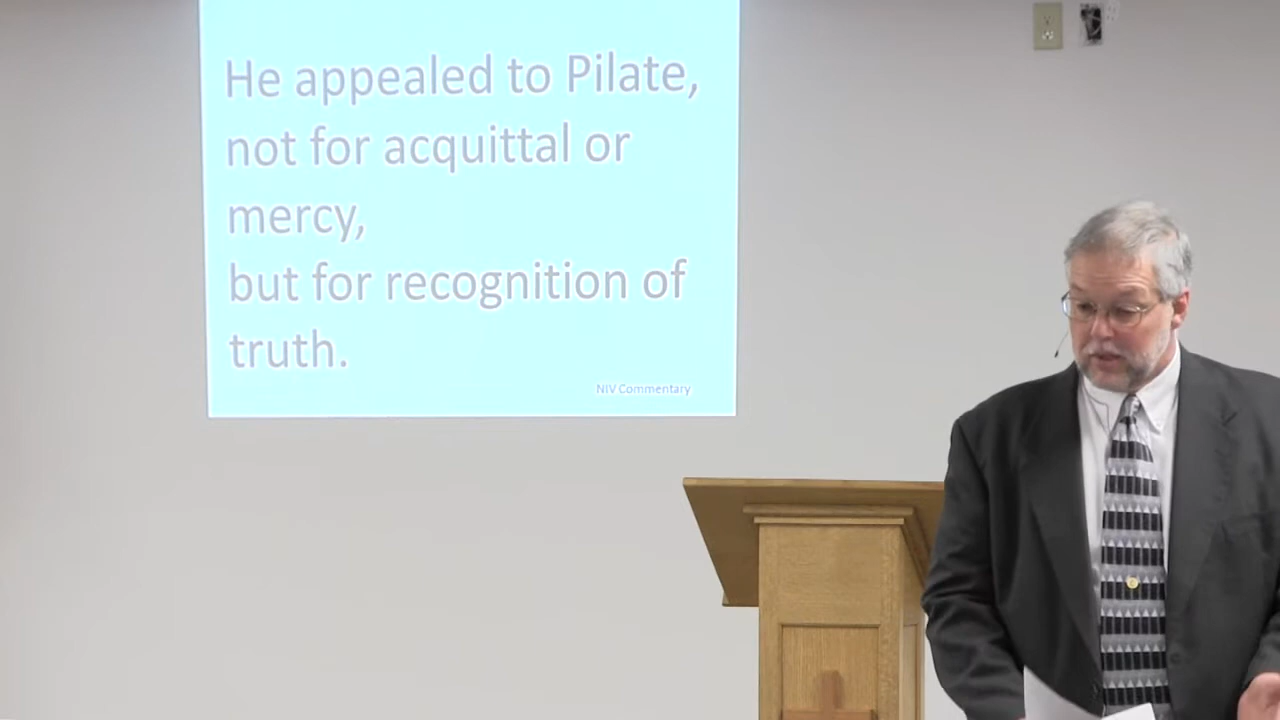 He appealed to Pilate,
not for acquittal or
mercy,
but for recognition of
truth.
NIV Commentary